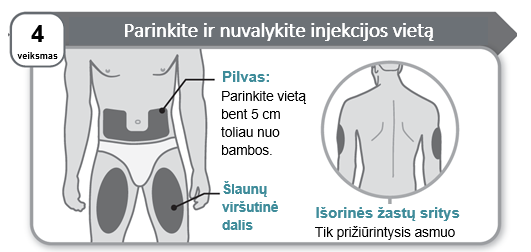 4
veiksmas
Parinkite ir nuvalykite injekcijos vietą
Pilvas:
Parinkite vietą
bent 5 cm
toliau nuo
bambos.
Šlaunų
viršutinė
dalis
Išorinės žastų sritys
Tik prižiūrintysis asmuo